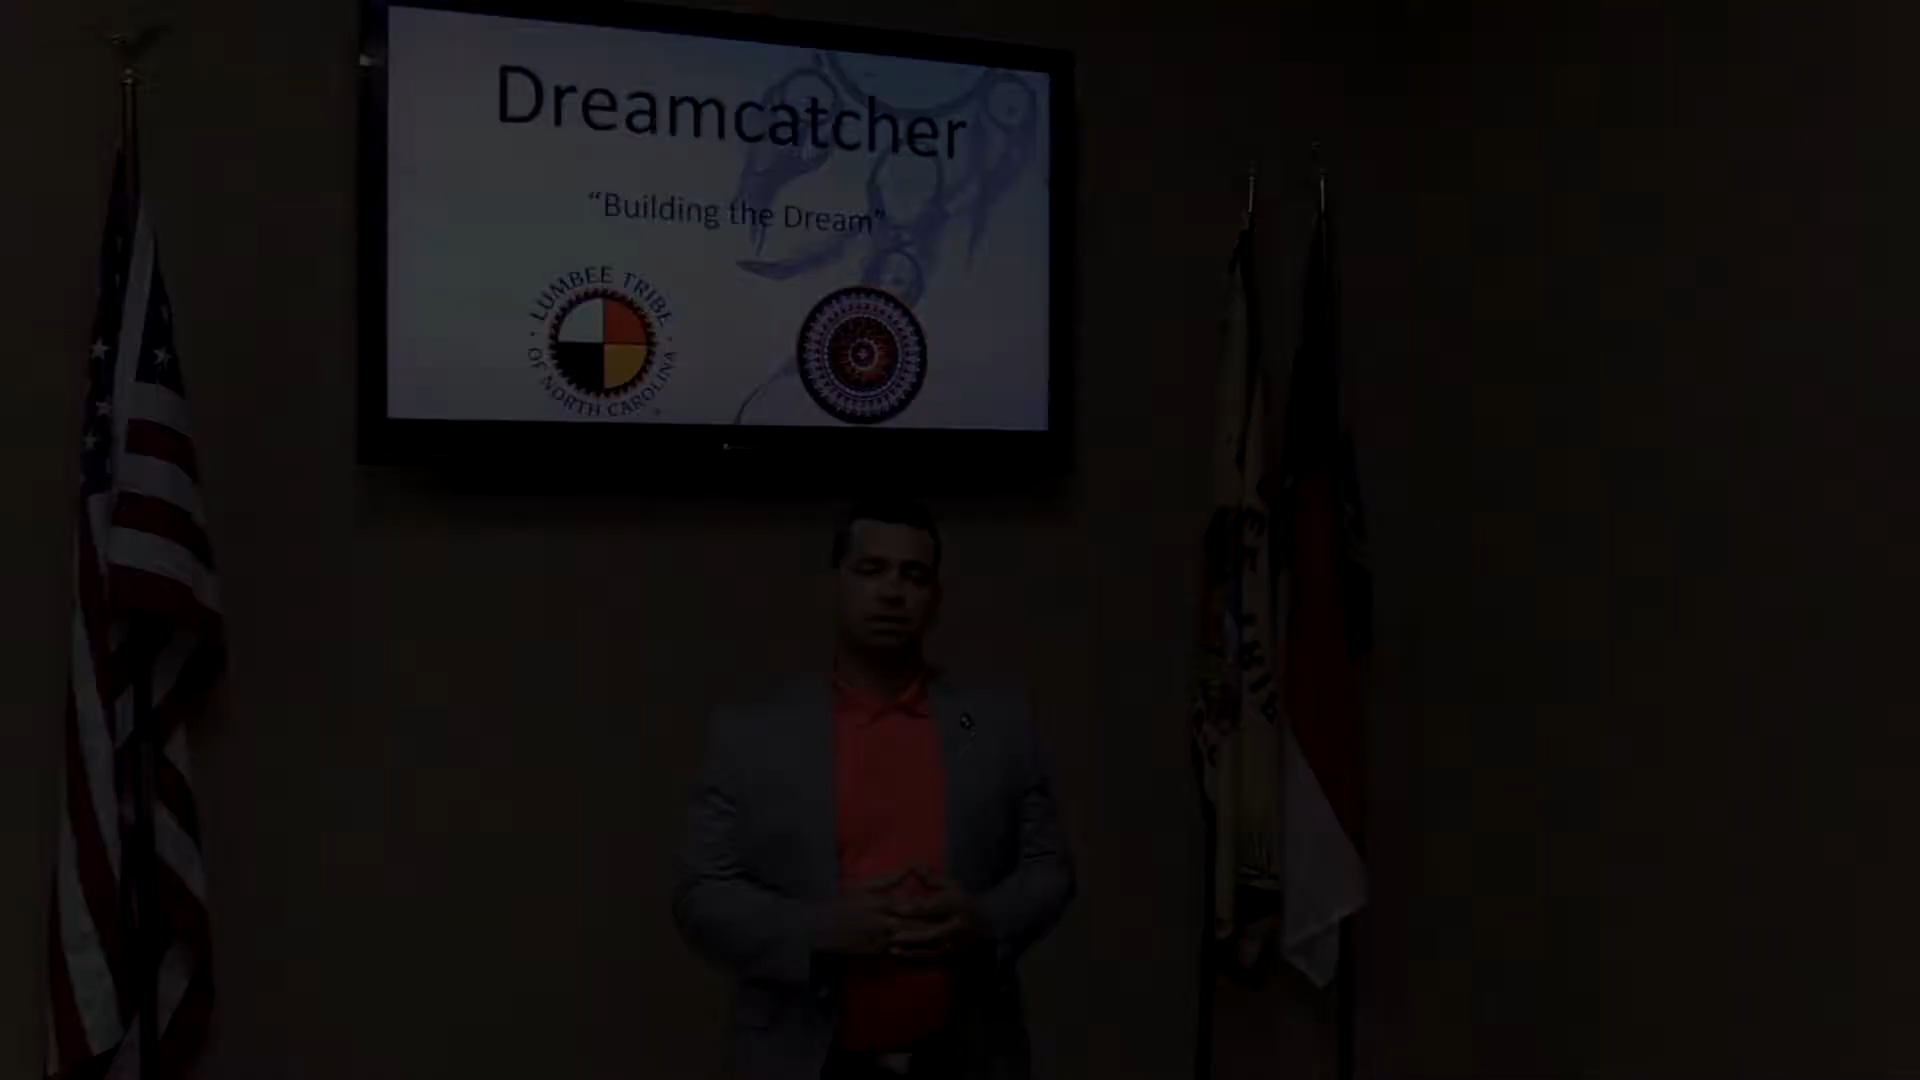 Dreamcatcher
“Building the Dream”
LUMBEE TRIBE
OF NORTH CAROLINA